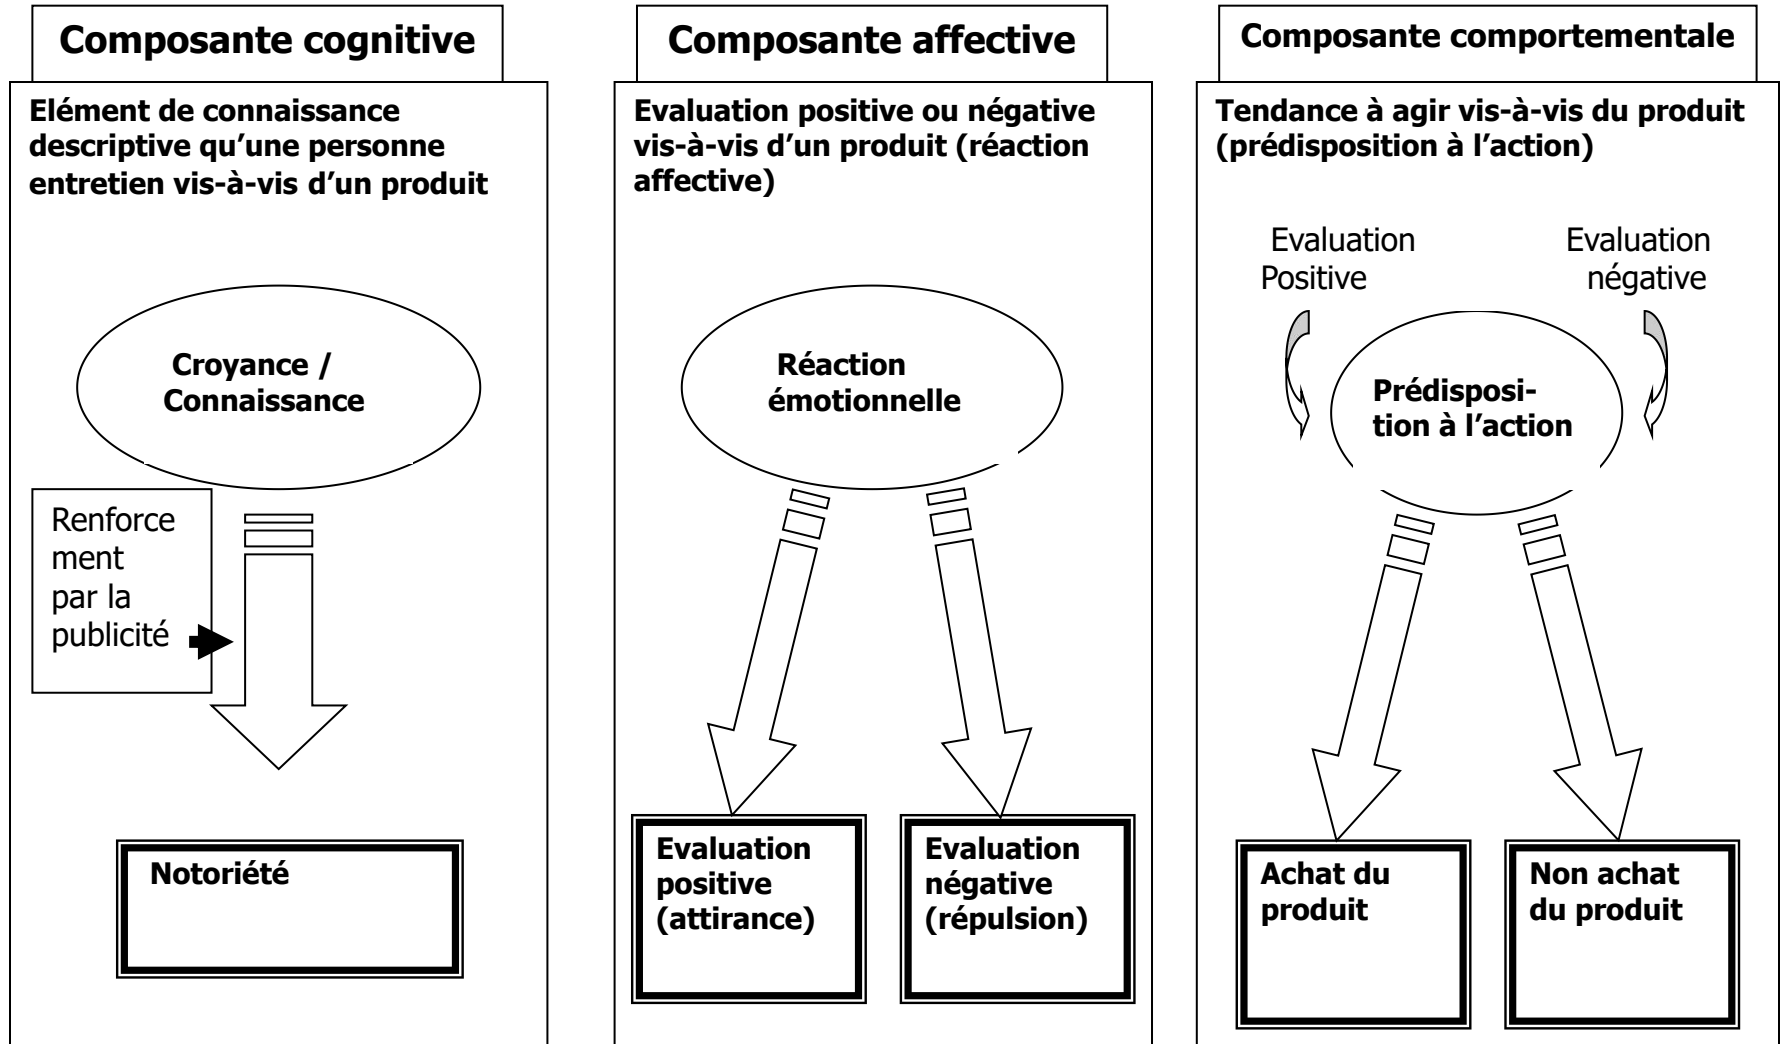 Composante cognitive
Elément de connaissance
descriptive qu’une personne
entretien vis-à-vis d’un produit
Croyance /
Connaissance
Renforce
ment
par la
publicité
Notoriété
Composante affective
Evaluation positive ou négative
vis-à-vis d’un produit (réaction
affective)
Réaction
émotionnelle
Evaluation
positive
(attirance)
Evaluation
négative
(répulsion)
Composante comportementale
Tendance à agir vis-à-vis du produit
(prédisposition à l’action)
Evaluation
Positive
Evaluation
négative
Prédisposi-
tion à l’action
Achat du
produit
Non achat
du produit